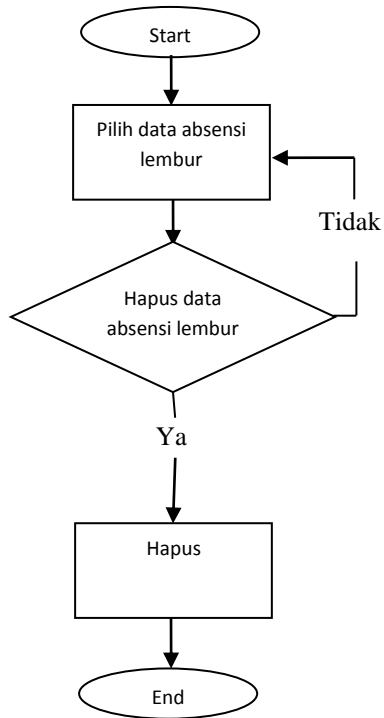 Start
Pilih data absensi
lembur
Tidak
Hapus data
absensi lembur
Ya
Hapus
End